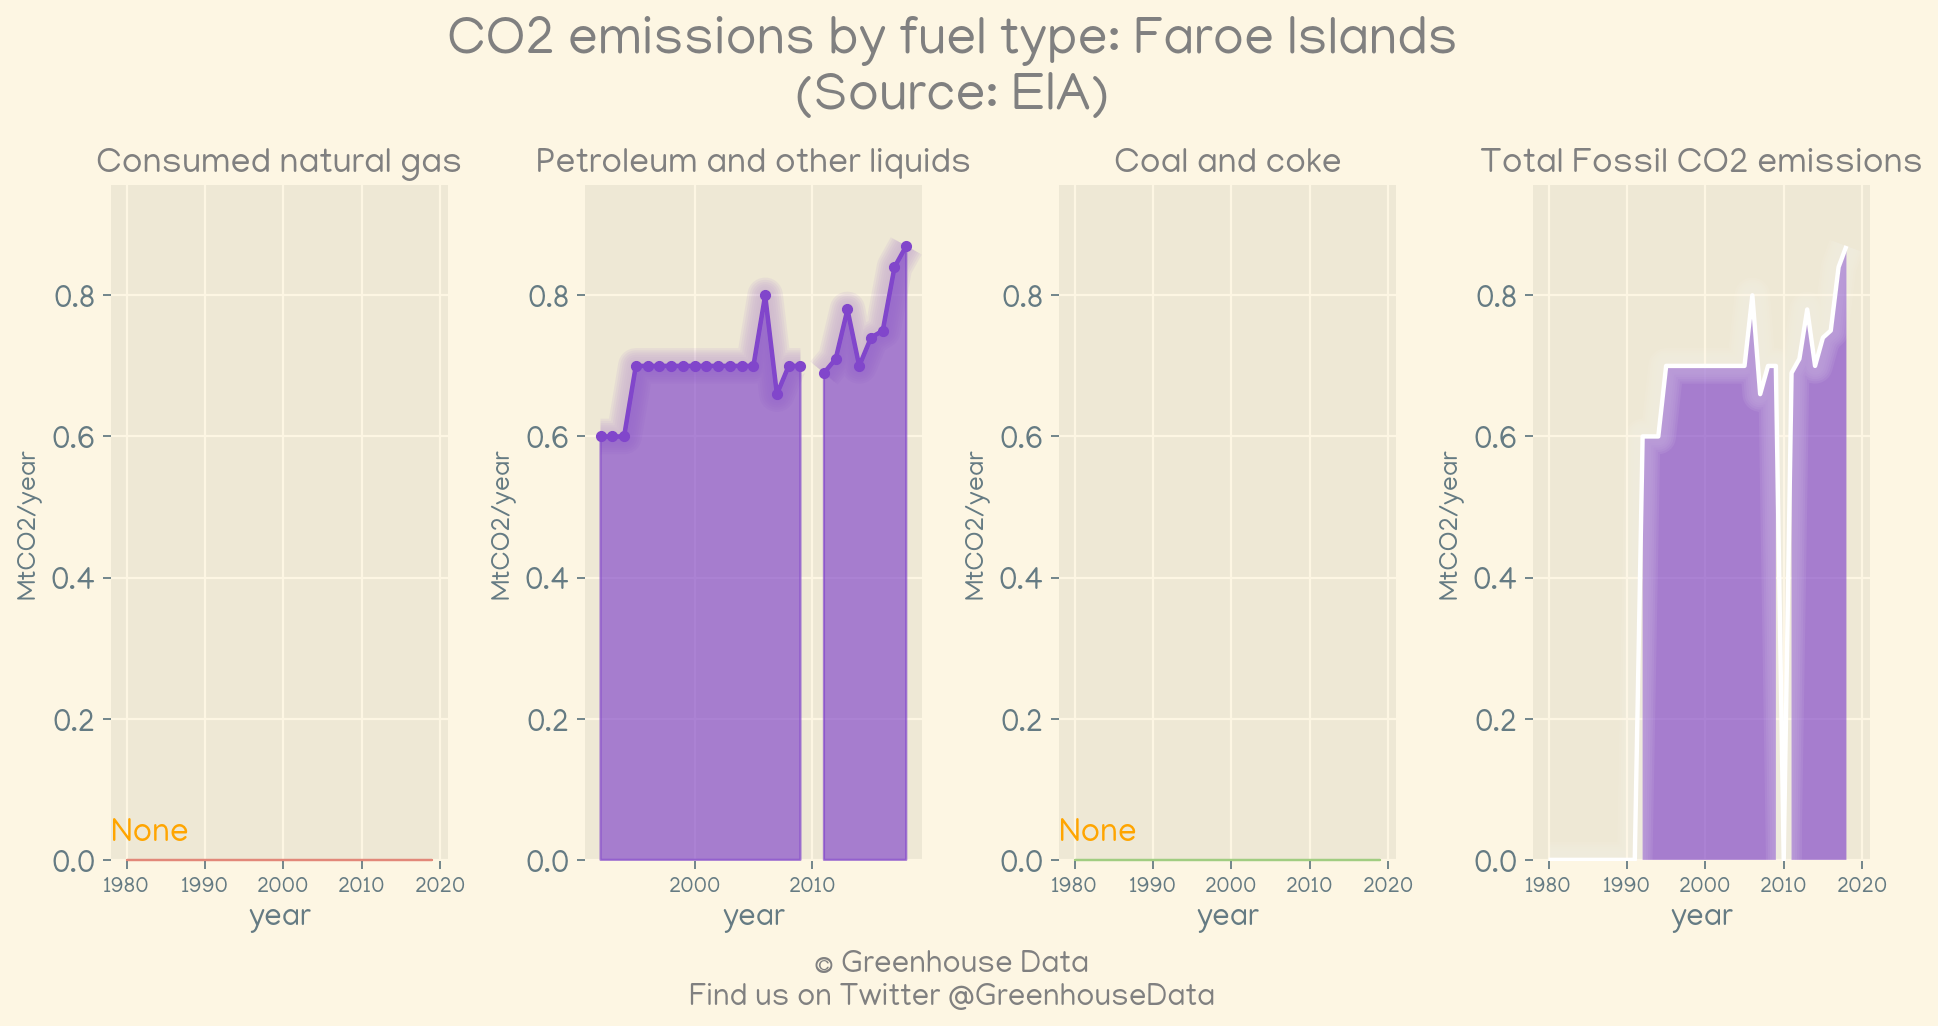 CO2 emissions by fuel type: Faroe Islands
(Source: EIA)
Consumed natural gas
Petroleum and other liquids
Coal and coke
Total Fossil CO2 emissions
MtCO2/year
0.8
0.6
0.4
0.2
0.0
None
1980 1990 2000 2010 2020
year
MtCO2/year
0.8
0.6
0.4
0.2
0.0
2000 2010
year
MtCO2/year
0.8
0.6
0.4
0.2
0.0
None
1980 1990 2000 2010 2020
year
MtCO2/year
0.8
0.6
0.4
0.2
0.0
1980 1990 2000 2010 2020
year
© Greenhouse Data
Find us on Twitter @GreenhouseData